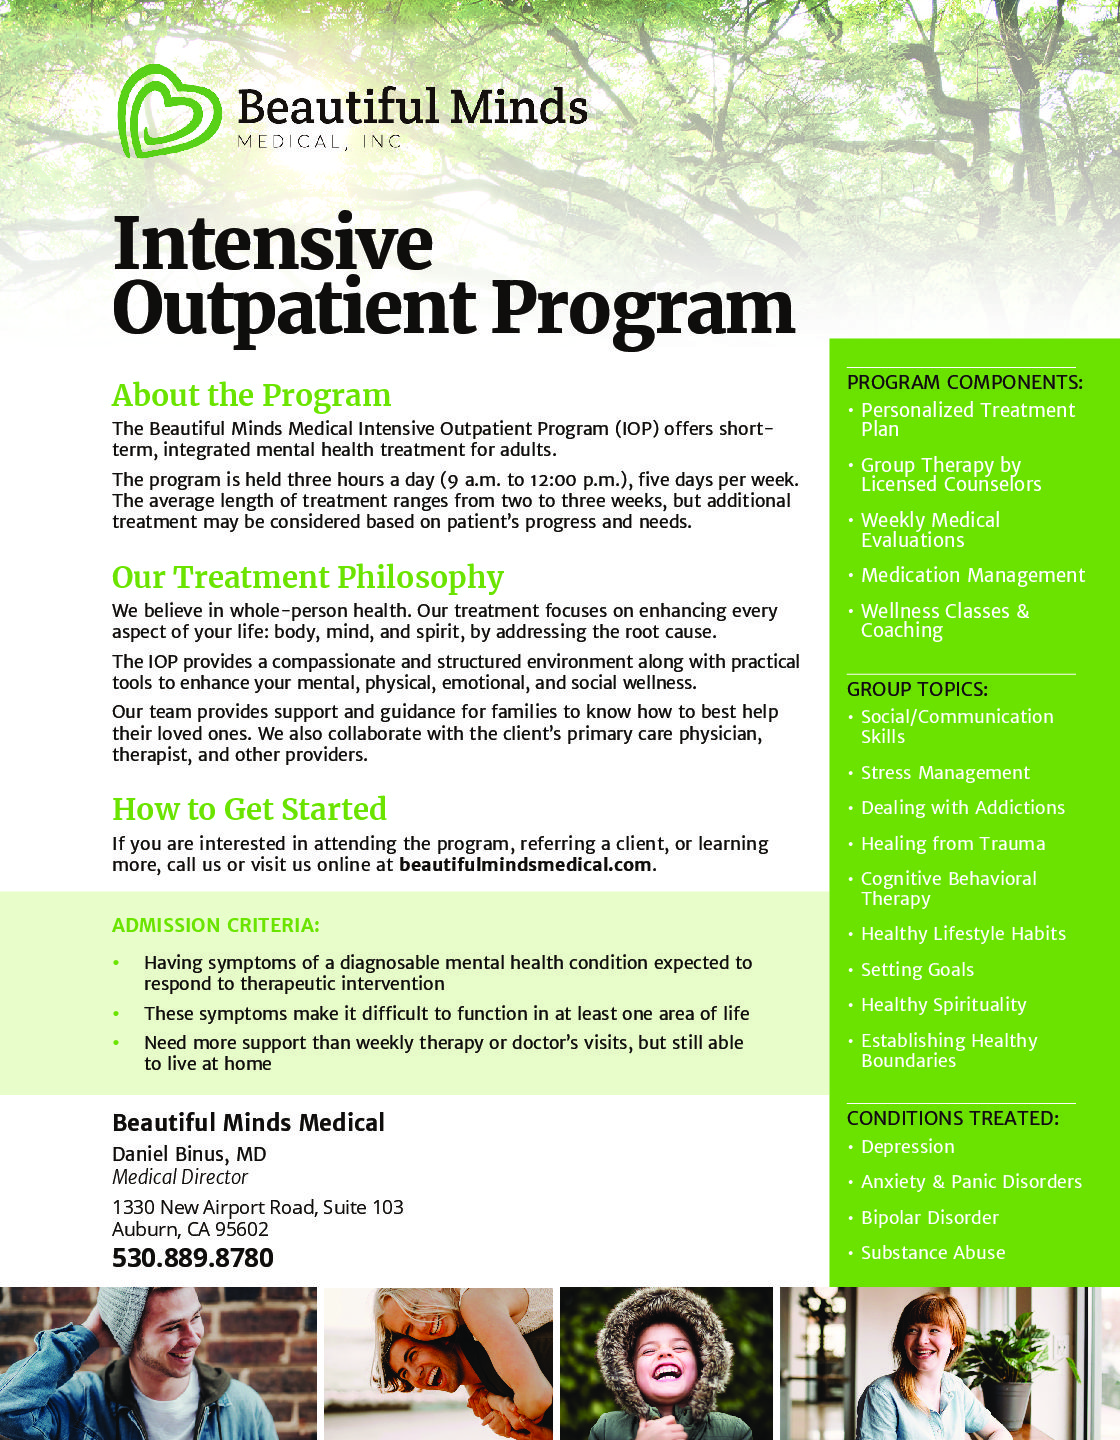 Beautiful Minds
MEDICAL, INC
Intensive
Outpatient Program
About the Program
The Beautiful Minds Medical Intensive Outpatient Program (IOP) offers short-
term, integrated mental health treatment for adults.
The program is held three hours a day (9 a.m. to 12:00 p.m.), five days per week.
The average length of treatment ranges from two to three weeks, but additional
treatment may be considered based on patient’s progress and needs.
Our Treatment Philosophy
We believe in whole-person health. Our treatment focuses on enhancing every
aspect of your life: body, mind, and spirit, by addressing the root cause.
The IOP provides a compassionate and structured environment along with practical
tools to enhance your mental, physical, emotional, and social wellness.
Our team provides support and guidance for families to know how to best help
their loved ones. We also collaborate with the client’s primary care physician,
therapist, and other providers.
How to Get Started
If you are interested in attending the program, referring a client, or learning
more, call us or visit us online at beautifulmindsmedical.com.
ADMISSION CRITERIA:
• Having symptoms of a diagnosable mental health condition expected to
respond to therapeutic intervention
• These symptoms make it difficult to function in at least one area of life
• Need more support than weekly therapy or doctor’s visits, but still able
to live at home
Beautiful Minds Medical
Daniel Binus, MD
Medical Director
1330 New Airport Road, Suite 103
Auburn, CA 95602
530.889.8780
PROGRAM COMPONENTS:
• Personalized Treatment
Plan
• Group Therapy by
Licensed Counselors
• Weekly Medical
Evaluations
• Medication Management
• Wellness Classes &
Coaching
GROUP TOPICS:
• Social/Communication
Skills
• Stress Management
• Dealing with Addictions
• Healing from Trauma
• Cognitive Behavioral
Therapy
• Healthy Lifestyle Habits
• Setting Goals
• Healthy Spirituality
• Establishing Healthy
Boundaries
CONDITIONS TREATED:
• Depression
• Anxiety & Panic Disorders
• Bipolar Disorder
• Substance Abuse